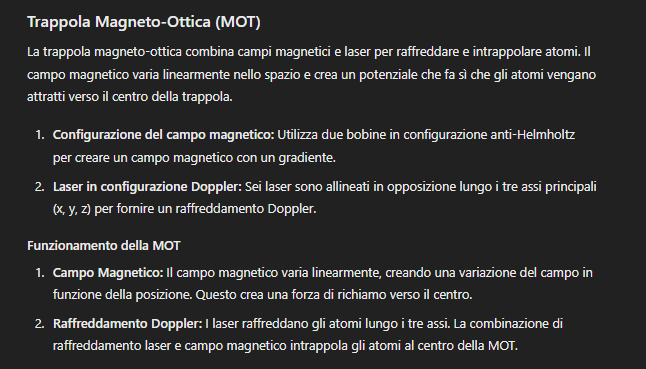 Trappola Magneto-Ottica (MOT)
La trappola magneto-ottica combina campi magnetici e laser per raffreddare e intrappolare atomi. Il
campo magnetico varia linearmente nello spazio e crea un potenziale che fa sì che gli atomi vengano
attratti verso il centro della trappola.
1. Configurazione del campo magnetico: Utilizza due bobine in configurazione anti-Helmholtz
per creare un campo magnetico con un gradiente.
2. Laser in configurazione Doppler: Sei laser sono allineati in opposizione lungo i tre assi principali
(x, y, z) per fornire un raffreddamento Doppler.
Funzionamento della MOT
1. Campo Magnetico: Il campo magnetico varia linearmente, creando una variazione del campo in
funzione della posizione. Questo crea una forza di richiamo verso il centro.
2. Raffreddamento Doppler: I laser raffreddano gli atomi lungo i tre assi. La combinazione di
raffreddamento laser e campo magnetico intrappola gli atomi al centro della MOT.